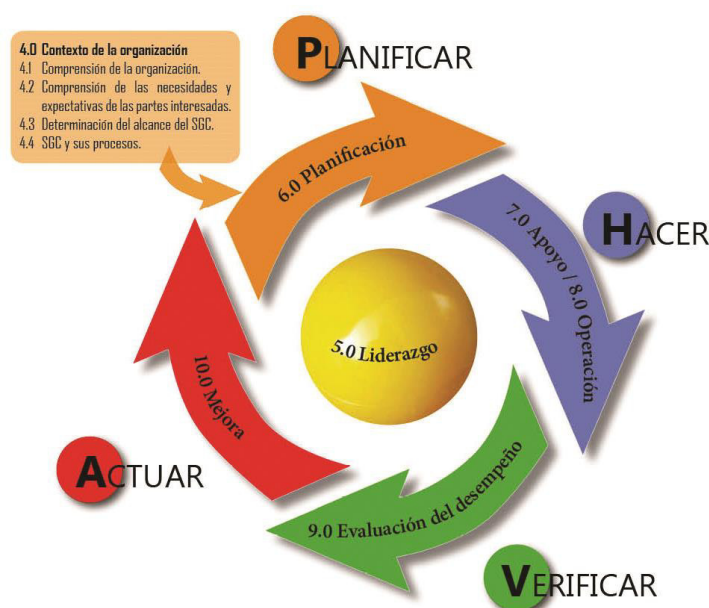 4.0 Contexto de la organización
4.1 Comprensión de la organización.
4.2 Comprensión de las necesidades y
expectativas de las partes interesadas.
4.3 Determinación del alcance del SGC.
4.4 SGC y sus procesos.
PLANIFICAR
6.0 Planificación
HACER
7.0 Apoyo / 8.0 Operación
5.0 Liderazgo
10.0 Mejora
ACTUAR
9.0 Evaluación del desempeño
VERIFICAR